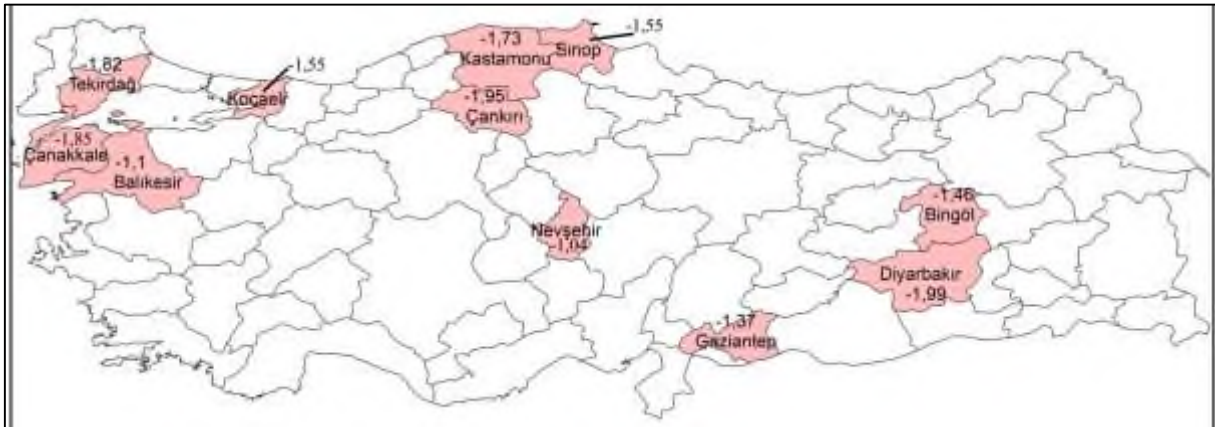 -1,82
Tekirdağ
-1,55
Koçaeli
-1,73
Kastamonu
-1,55
Sinop
-1,95
Çankırı
-1,85
Çanakkale
-1,1
Balıkesir
Nevşehir
-1,04
-1,46
Bingöl
Diyarbakır
-1,99
-1,37
Gaziantep